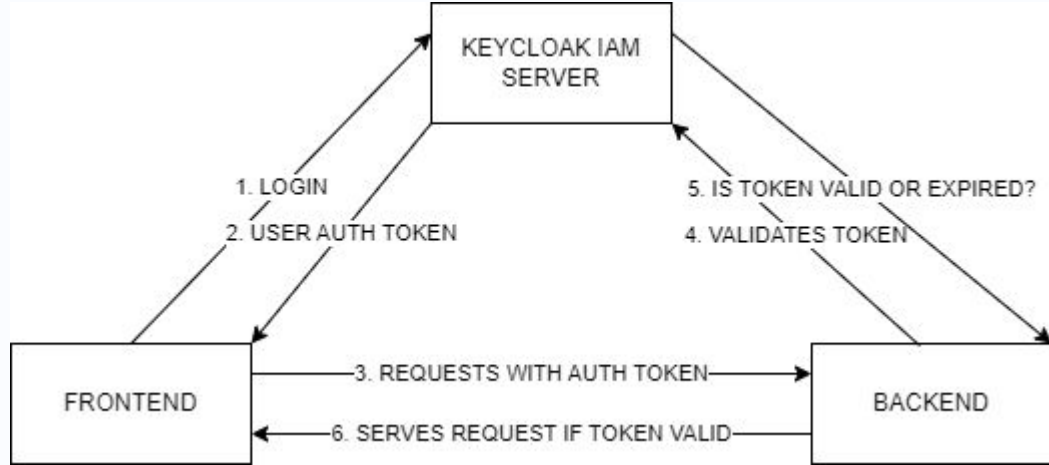 KEYCLOAK IAM
SERVER
1. LOGIN
5. IS TOKEN VALID OR EXPIRED?
2. USER AUTH TOKEN
4. VALIDATES TOKEN
3. REQUESTS WITH AUTH TOKEN
FRONTEND
BACKEND
6. SERVES REQUEST IF TOKEN VALID